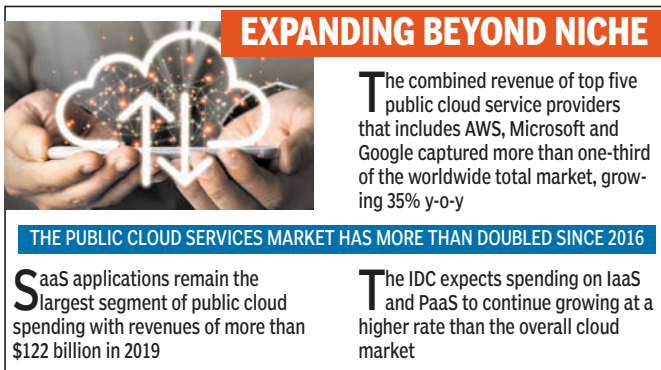 EXPANDING BEYOND NICHE
The combined revenue of top five
public cloud service providers
that includes AWS, Microsoft and
Google captured more than one-third
of the worldwide total market, grow-
ing 35% y-o-y
THE PUBLIC CLOUD SERVICES MARKET HAS MORE THAN DOUBLED SINCE 2016
SaaS applications remain the
largest segment of public cloud
spending with revenues of more than
$122 billion in 2019
The IDC expects spending on IaaS
and PaaS to continue growing at a
higher rate than the overall cloud
market